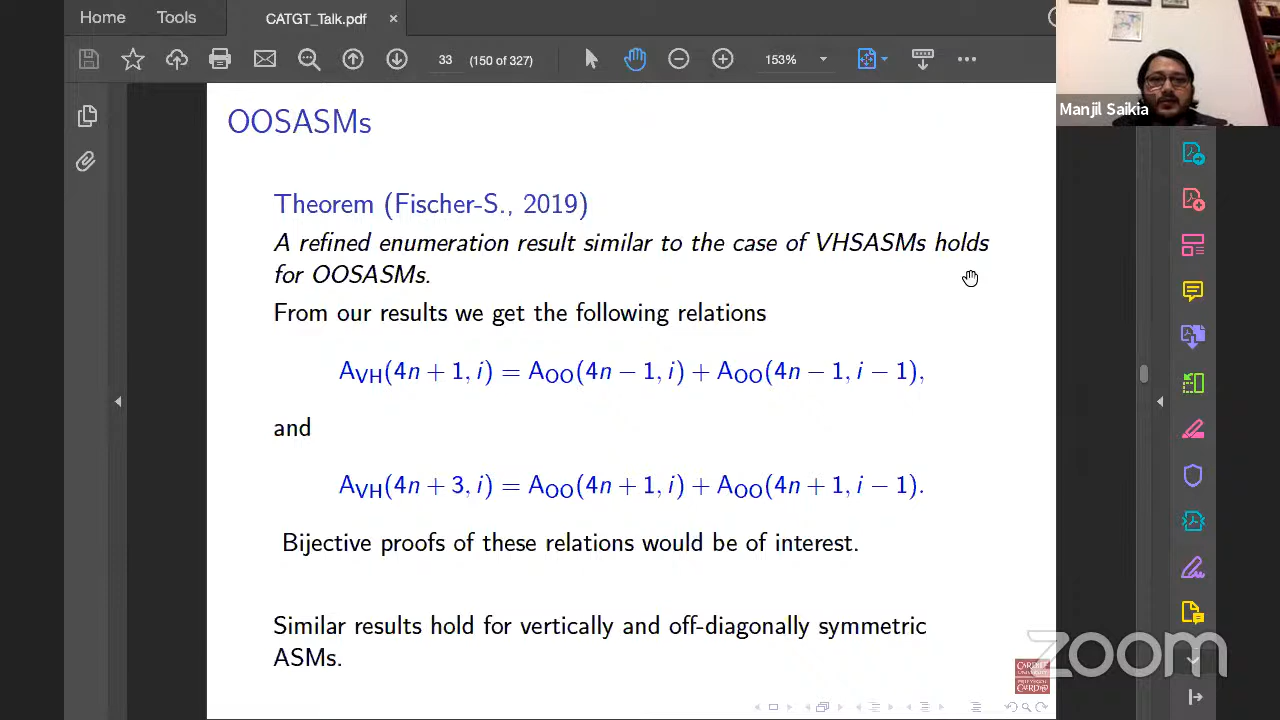 Home
Tools
CATGT_Talk.pdf
×
33 (150 of 327)
153%
Manjil Saikia
OOSASMs
Theorem (Fischer-S., 2019)
A refined enumeration result similar to the case of VHSASMs holds
for OOSASMs.
From our results we get the following relations
A_VH(4n + 1, i) = A_OO(4n − 1, i) + A_OO(4n − 1, i − 1),
and
A_VH(4n + 3, i) = A_OO(4n + 1, i) + A_OO(4n + 1, i − 1).
Bijective proofs of these relations would be of interest.
Similar results hold for vertically and off-diagonally symmetric
ASMs.
zoom
CARDIFF
UNIVERSITY
PRIFYSGOL
CAERDYDD